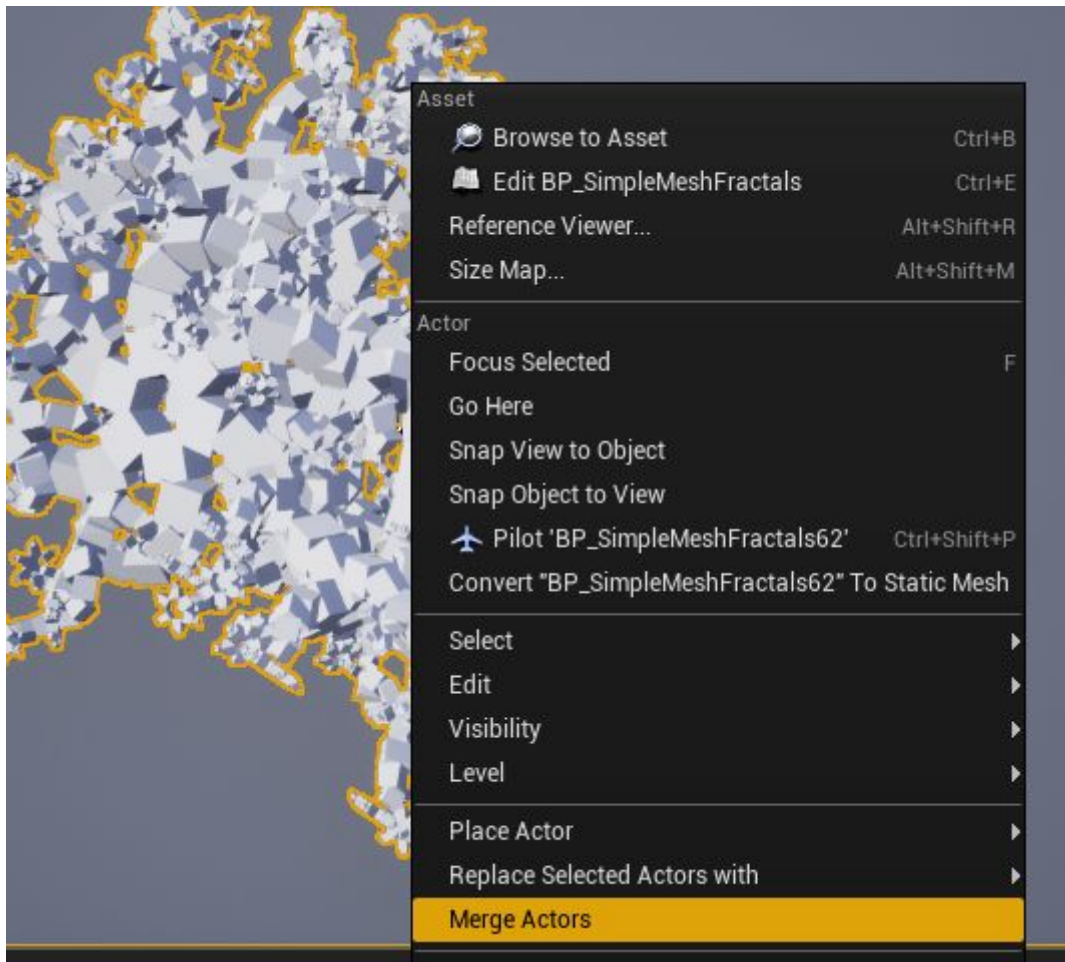 Asset
Browse to Asset Ctrl+B
Edit BP_SimpleMeshFractals Ctrl+E
Reference Viewer... Alt+Shift+R
Size Map... Alt+Shift+M
Actor
Focus Selected F
Go Here
Snap View to Object
Snap Object to View
Pilot 'BP_SimpleMeshFractals62' Ctrl+Shift+P
Convert "BP_SimpleMeshFractals62" To Static Mesh
Select
Edit
Visibility
Level
Place Actor
Replace Selected Actors with
Merge Actors